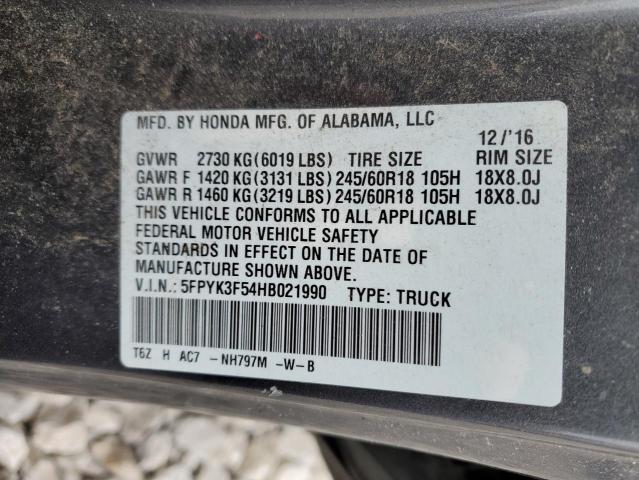 MFD. BY HONDA MFG. OF ALABAMA, LLC
12/'16
GVWR 2730 KG(6019 LBS) TIRE SIZE RIM SIZE
GAWR F 1420 KG(3131 LBS) 245/60R18 105H 18X8.0J
GAWR R 1460 KG(3219 LBS) 245/60R18 105H 18X8.0J
THIS VEHICLE CONFORMS TO ALL APPLICABLE
FEDERAL MOTOR VEHICLE SAFETY
STANDARDS IN EFFECT ON THE DATE OF
MANUFACTURE SHOWN ABOVE.
V.I.N.: 5FPYK3F54HB021990 TYPE: TRUCK
T6Z H AC7 -NH797M -W-B